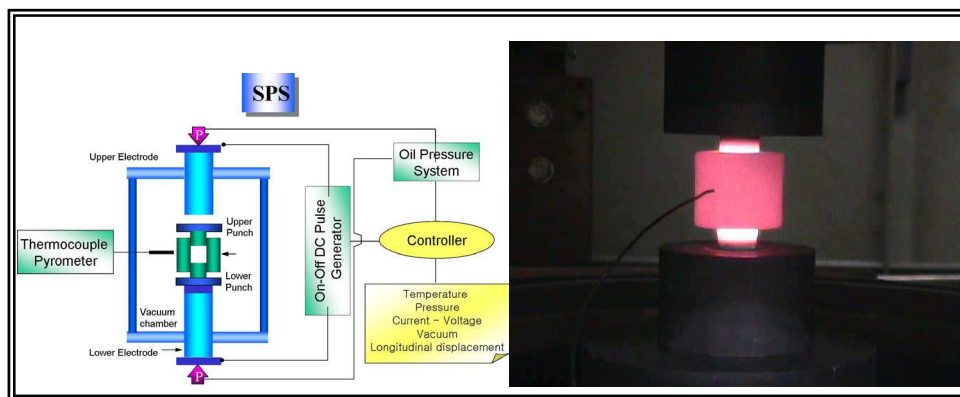 SPS
P
Upper Electrode
Oil Pressure
System
Upper
Punch
Thermocouple
Pyrometer
On-Off DC Pulse
Generator
Controller
Lower
Punch
Vacuum
chamber
Temperature
Pressure
Current – Voltage
Vacuum
Longitudinal displacement
Lower Electrode
P